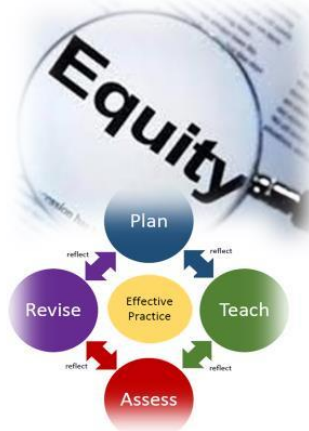 Equity
Plan
reflect
reflect
Revise
Effective
Practice
Teach
reflect
reflect
Assess